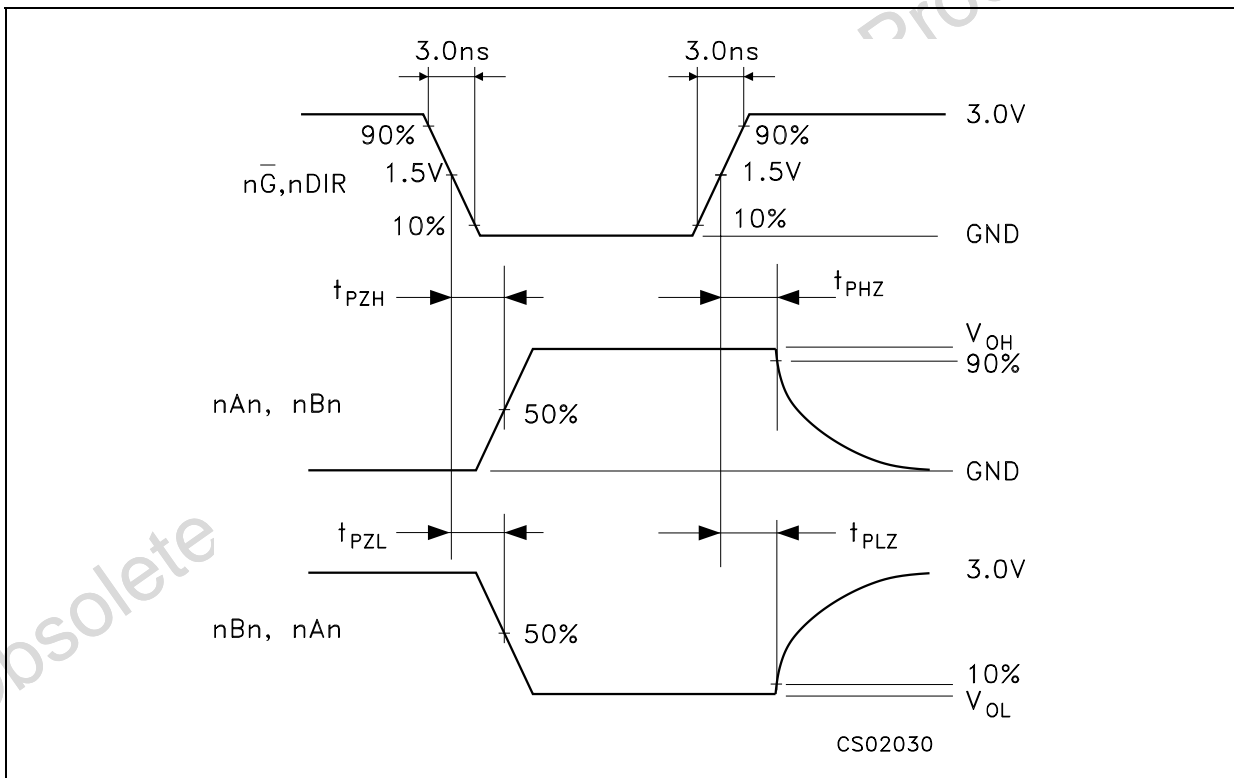 3.0ns 3.0ns
3.0V
90% 90%
1.5V 1.5V
nG̅,nDIR
10% 10%
GND
tPZH tPHZ
VOH
90%
nAn, nBn
50%
GND
tPZL tPLZ
3.0V
nBn, nAn
50%
10%
VOL
CS02030
obsolete